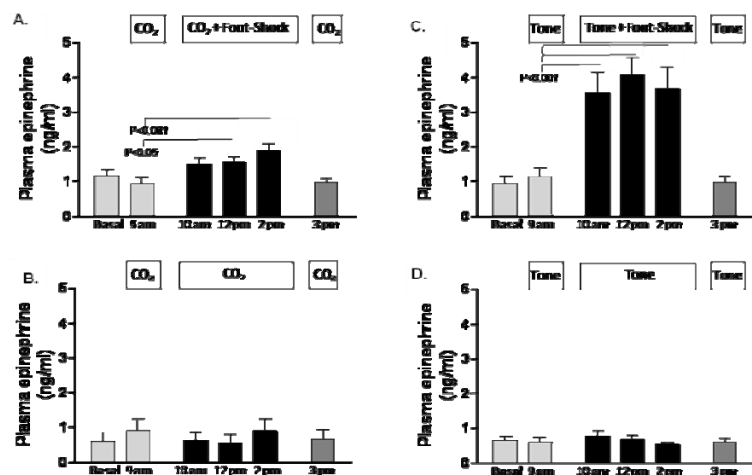 A.
CO₂ CO₂+Foot-Shock CO₂
Plasma epinephrine
(ng/ml)
5
4
3
2
1
0
P<0.001
P<0.05
Basal 9am 10am 12pm 2pm 3pm
C.
Tone Tone+Foot-Shock Tone
Plasma epinephrine
(ng/ml)
5
4
3
2
1
0
P<0.001
Basal 9am 10am 12pm 2pm 3pm
B.
CO₂ CO₂ CO₂
Plasma epinephrine
(ng/ml)
5
4
3
2
1
0
Basal 9am 10am 12pm 2pm 3pm
D.
Tone Tone Tone
Plasma epinephrine
(ng/ml)
5
4
3
2
1
0
Basal 9am 10am 12pm 2pm 3pm